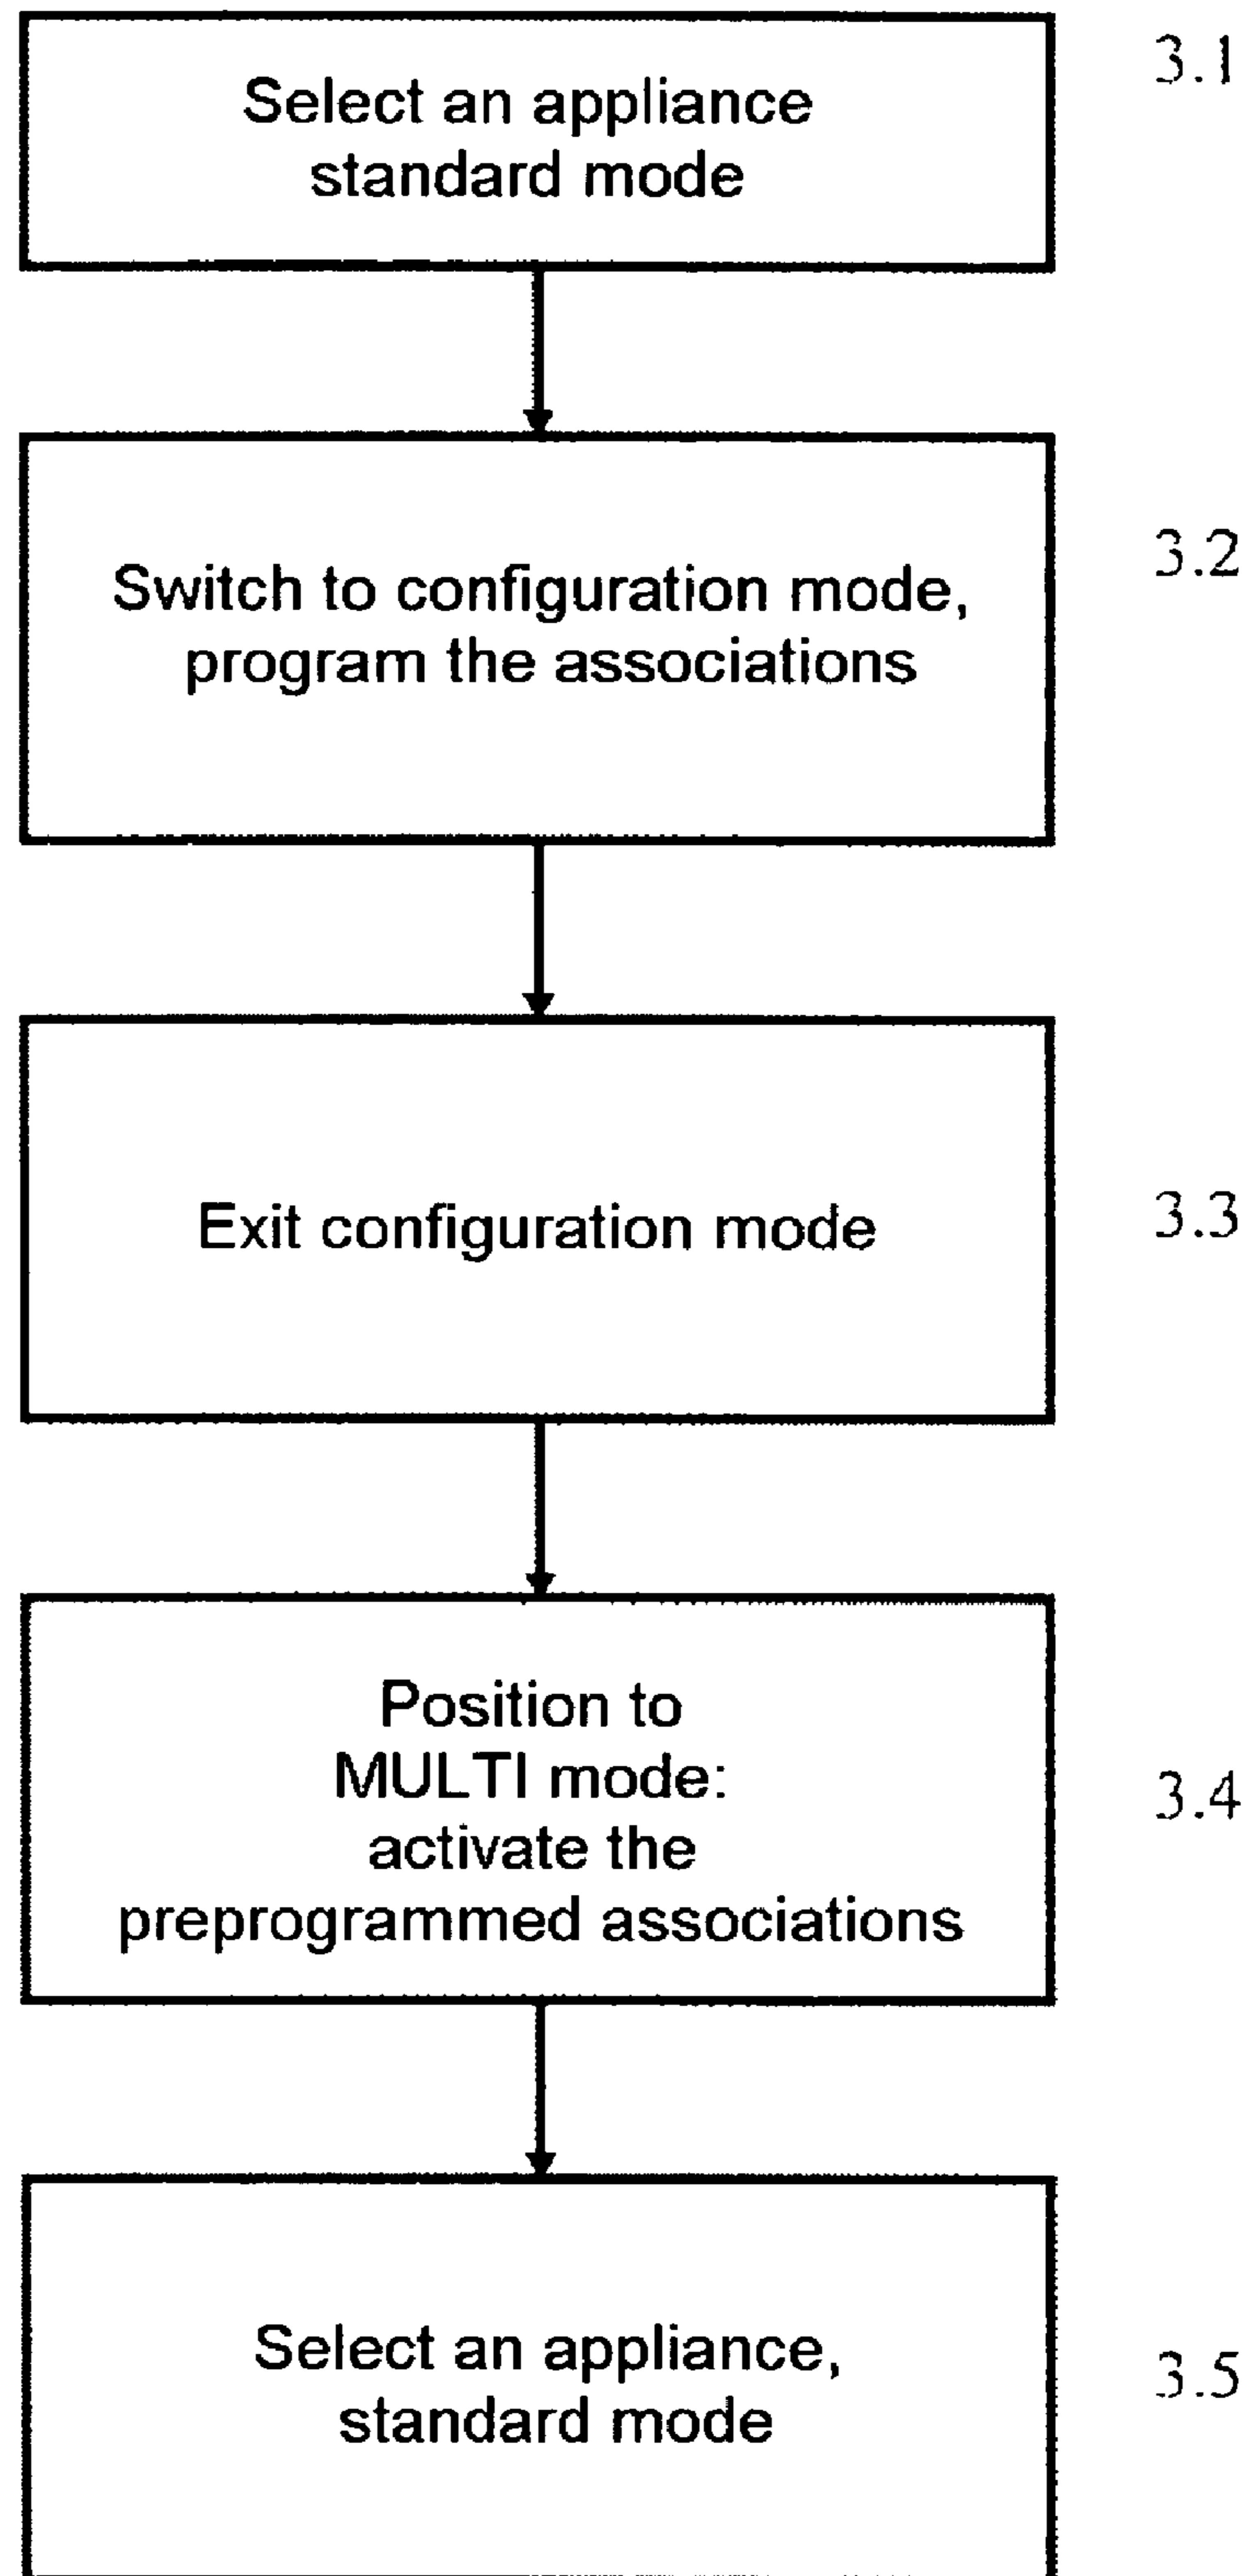 Select an appliance
standard mode
3.1
Switch to configuration mode,
program the associations
3.2
Exit configuration mode
3.3
Position to
MULTI mode:
activate the
preprogrammed associations
3.4
Select an appliance,
standard mode
3.5